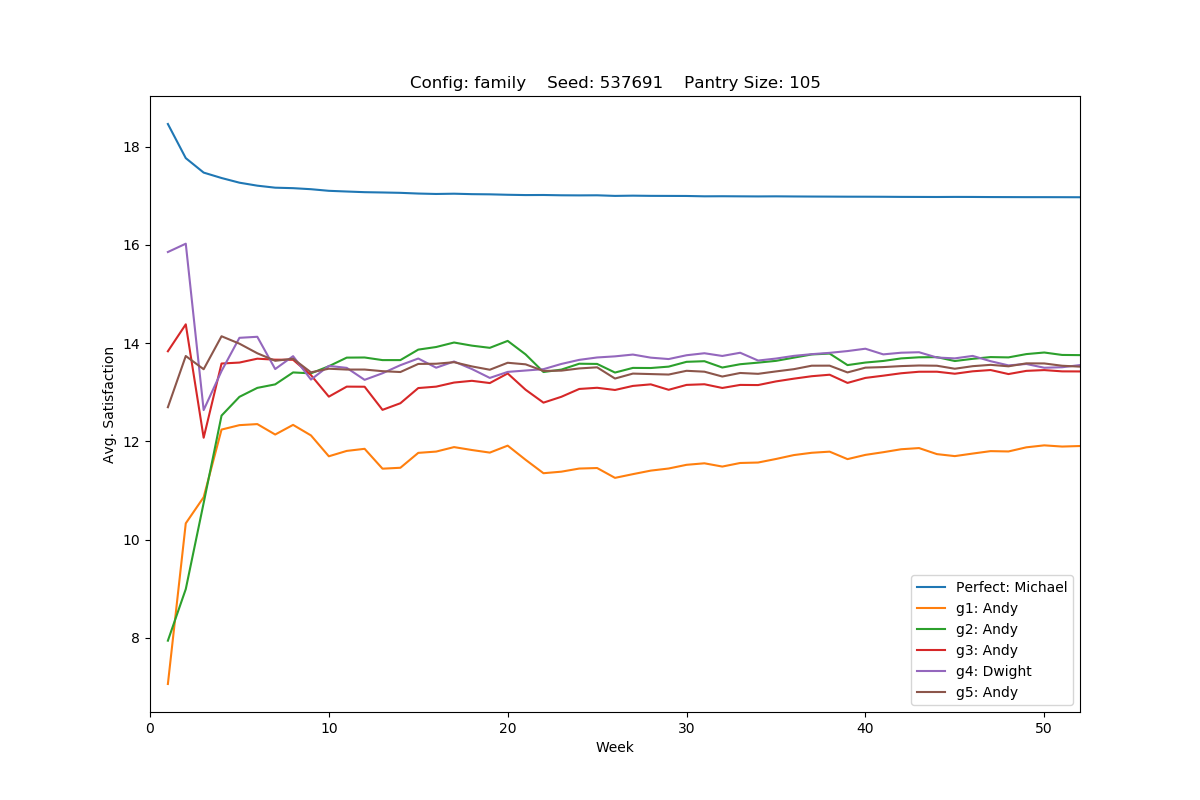 Config: family    Seed: 537691    Pantry Size: 105
Avg. Satisfaction
18
16
14
12
10
8
0
10
20
30
40
50
Week
Perfect: Michael
g1: Andy
g2: Andy
g3: Andy
g4: Dwight
g5: Andy